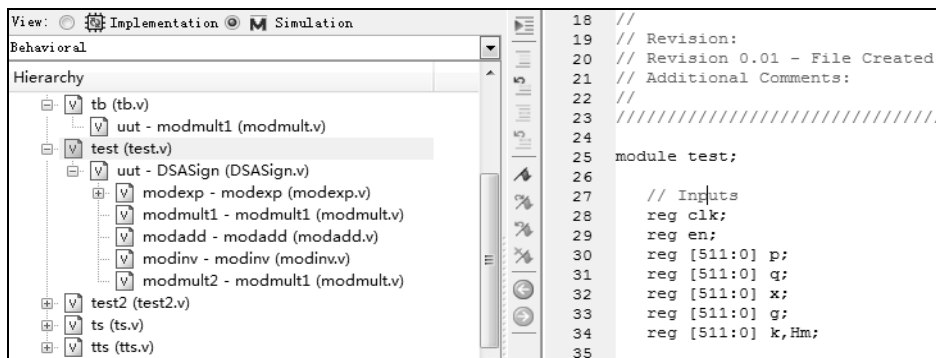 View: Implementation Simulation
Behavioral
Hierarchy
tb (tb.v)
uut - modmult1 (modmult.v)
test (test.v)
uut - DSASign (DSASign.v)
modexp - modexp (modexp.v)
modmult1 - modmult1 (modmult.v)
modadd - modadd (modadd.v)
modinv - modinv (modinv.v)
modmult2 - modmult1 (modmult.v)
test2 (test2.v)
ts (ts.v)
tts (tts.v)
18 //
19 // Revision:
20 // Revision 0.01 - File Created
21 // Additional Comments:
22 //
23 ////////////////////////////////
24
25 module test;
26
27 // Inputs
28 reg clk;
29 reg en;
30 reg [511:0] p;
31 reg [511:0] q;
32 reg [511:0] x;
33 reg [511:0] g;
34 reg [511:0] k,Hm;
35